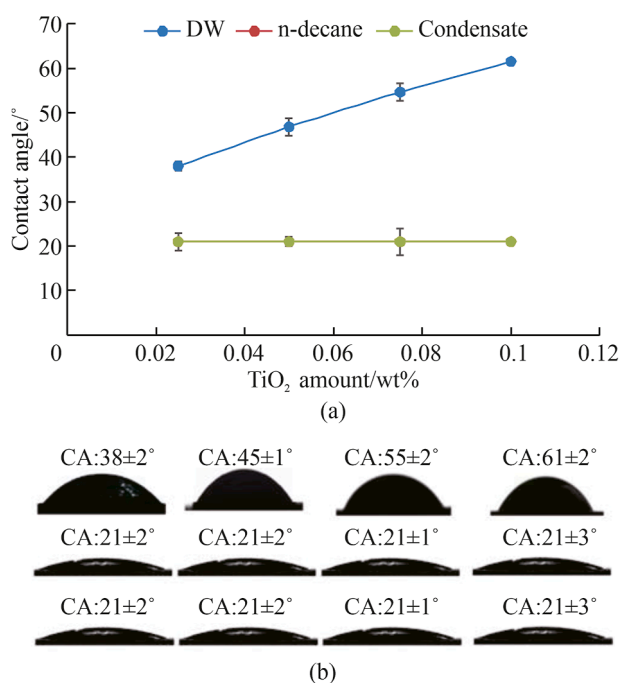 70
DW n-decane Condensate
60
50
40
30
20
10
Contact angle/°
0 0.02 0.04 0.06 0.08 0.1 0.12
TiO₂ amount/wt%
(a)
CA:38±2° CA:45±1° CA:55±2° CA:61±2°
CA:21±2° CA:21±2° CA:21±1° CA:21±3°
CA:21±2° CA:21±2° CA:21±1° CA:21±3°
(b)